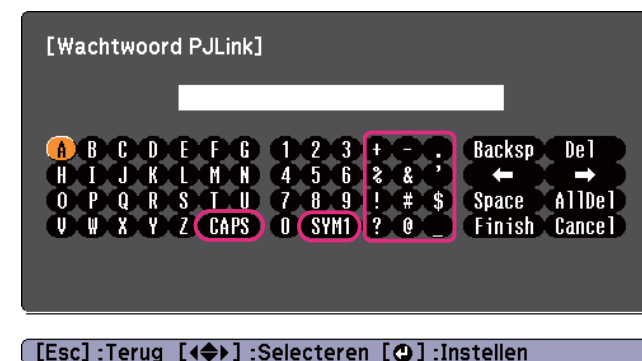 [Wachtwoord PJLink]
A B C D E F G 1 2 3 + - . Backsp Del
H I J K L M N 4 5 6 % & ' ← →
O P Q R S T U 7 8 9 ! # $ Space AllDel
V W X Y Z CAPS 0 SYM1 ? @ _ Finish Cancel
[Esc] :Terug [◀◆▶] :Selecteren [↵] :Instellen